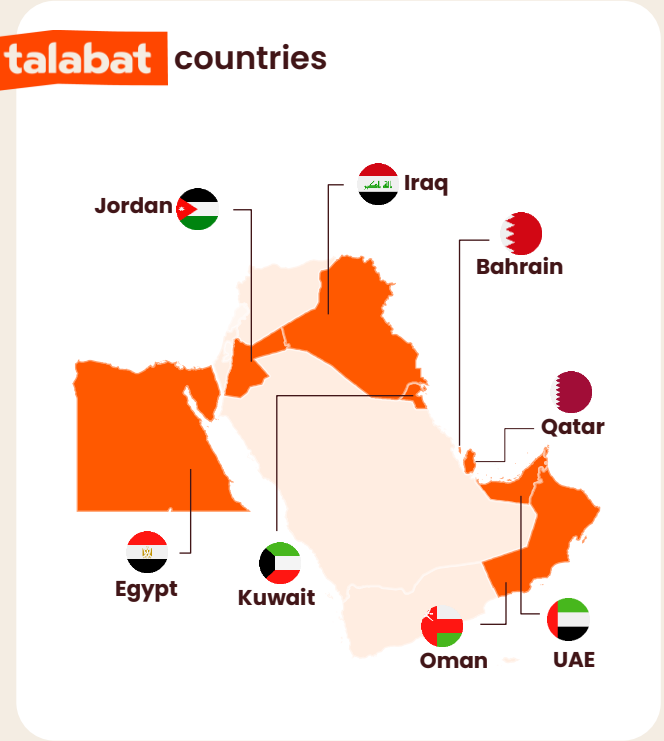 talabat countries
Iraq
Jordan
Bahrain
Qatar
Egypt
Kuwait
Oman
UAE